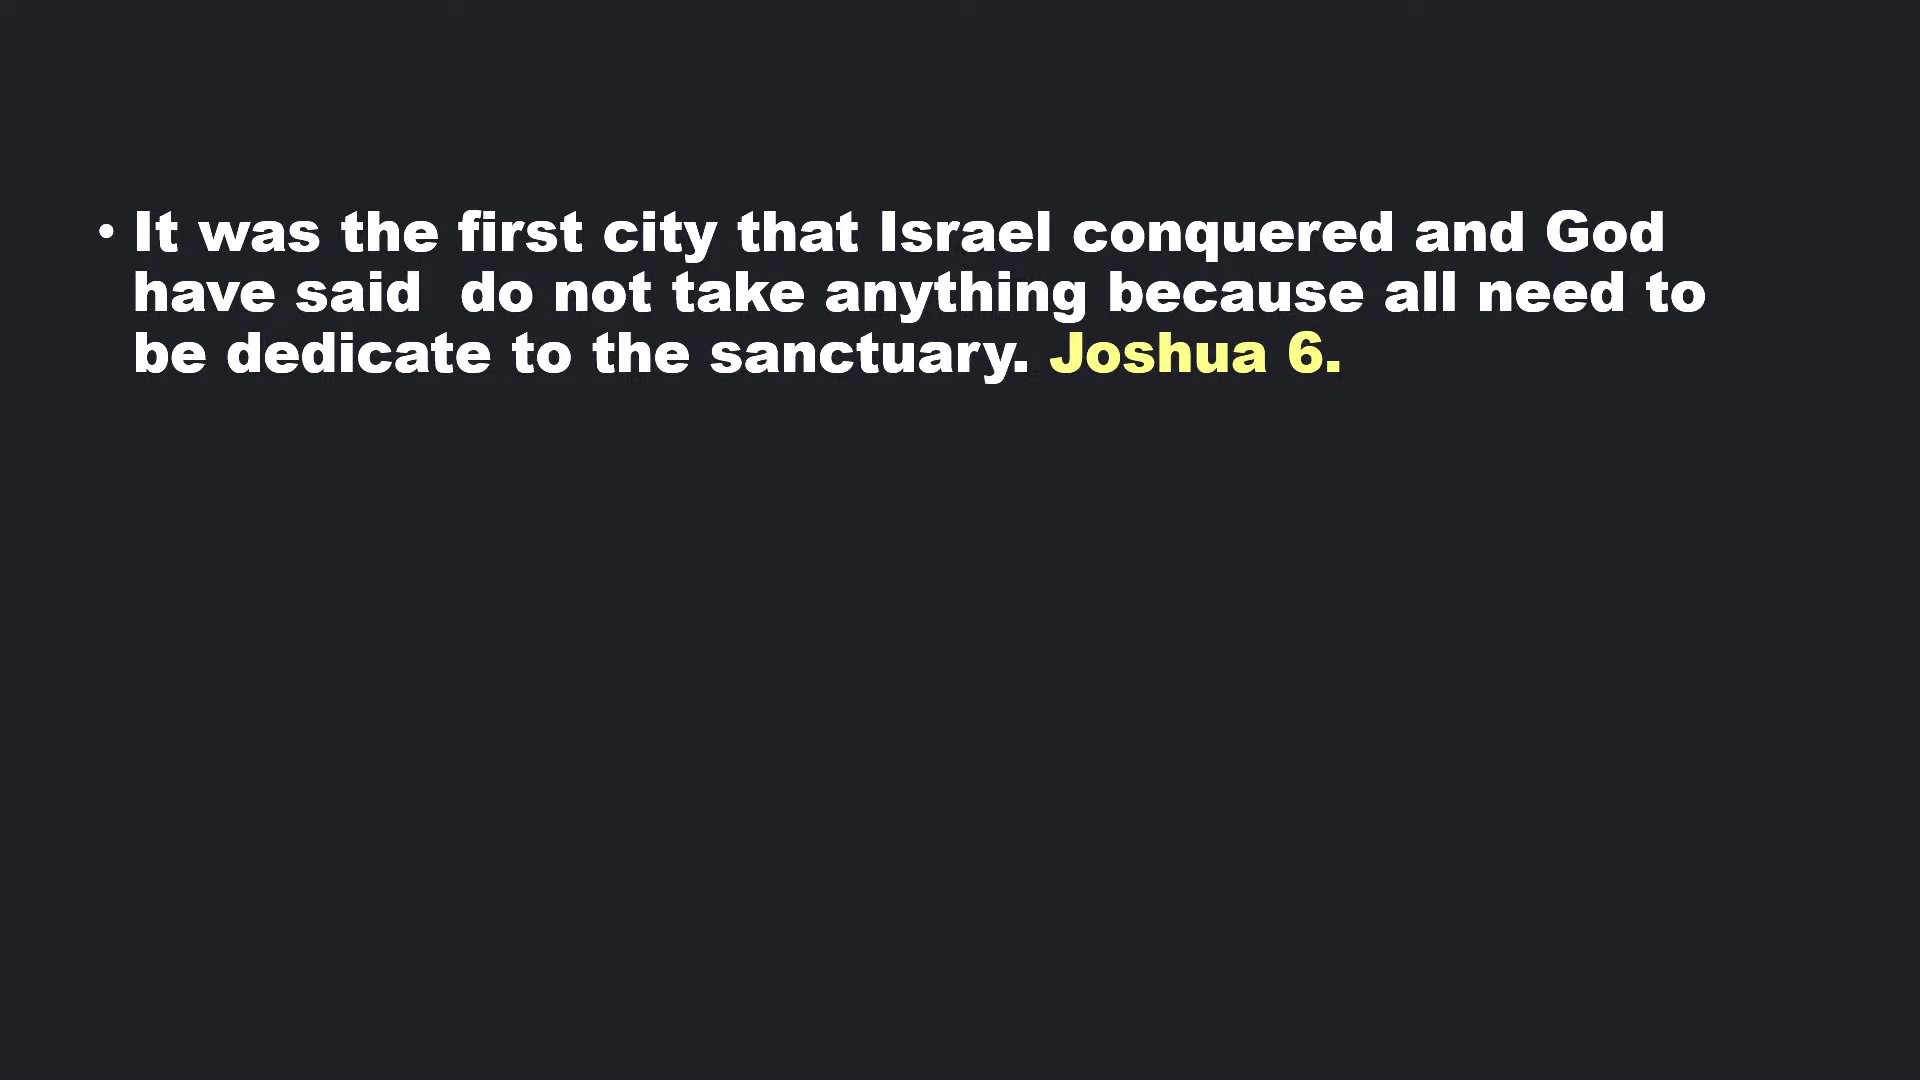 • It was the first city that Israel conquered and God
have said  do not take anything because all need to
be dedicate to the sanctuary. Joshua 6.